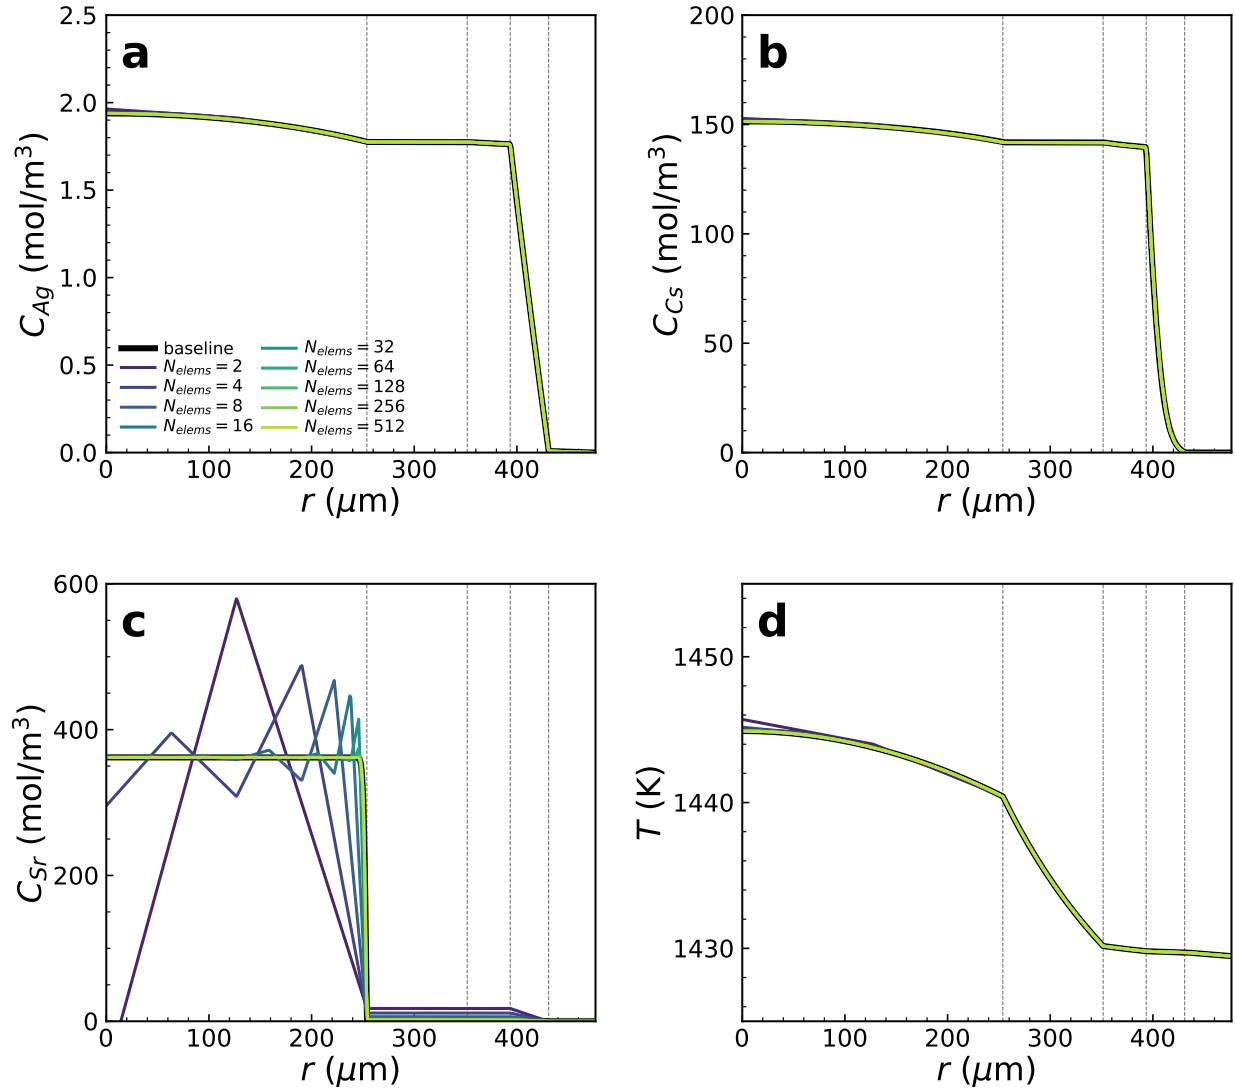 a
2.5
2.0
1.5
1.0
0.5
0.0
C_Ag (mol/m³)
baseline
N_elems = 2
N_elems = 4
N_elems = 8
N_elems = 16
N_elems = 32
N_elems = 64
N_elems = 128
N_elems = 256
N_elems = 512
0 100 200 300 400
r (μm)
b
200
150
100
50
0
C_Cs (mol/m³)
0 100 200 300 400
r (μm)
c
600
400
200
0
C_Sr (mol/m³)
0 100 200 300 400
r (μm)
d
1450
1440
1430
T (K)
0 100 200 300 400
r (μm)